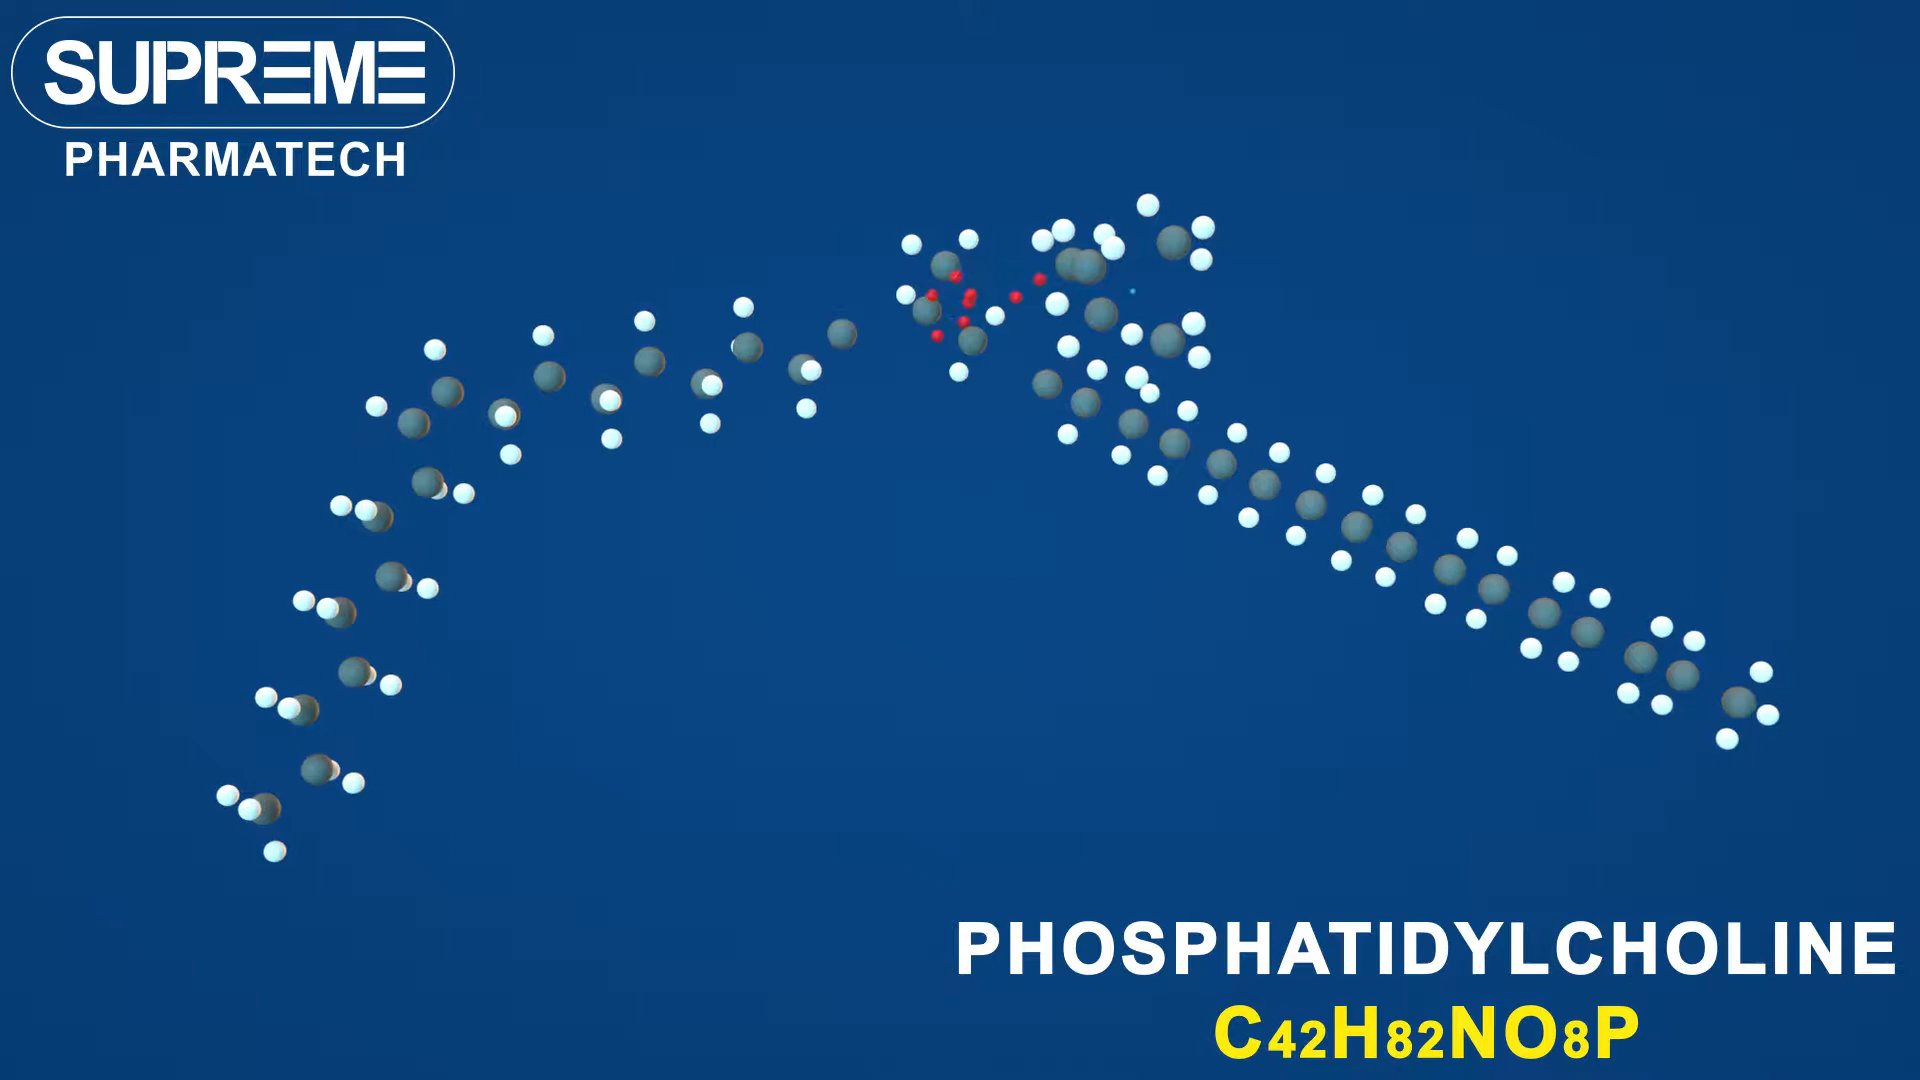 SUPREME
PHARMATECH
PHOSPHATIDYLCHOLINE
C₄₂H₈₂NO₈P